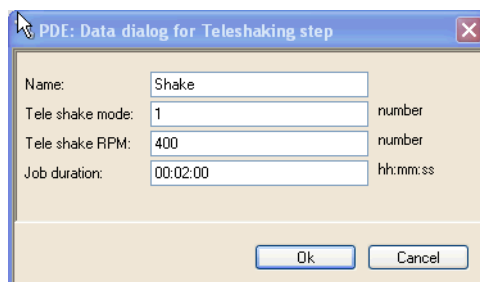 PDE: Data dialog for Teleshaking step
Name: Shake
Tele shake mode: 1 number
Tele shake RPM: 400 number
Job duration: 00:02:00 hh:mm:ss
Ok Cancel